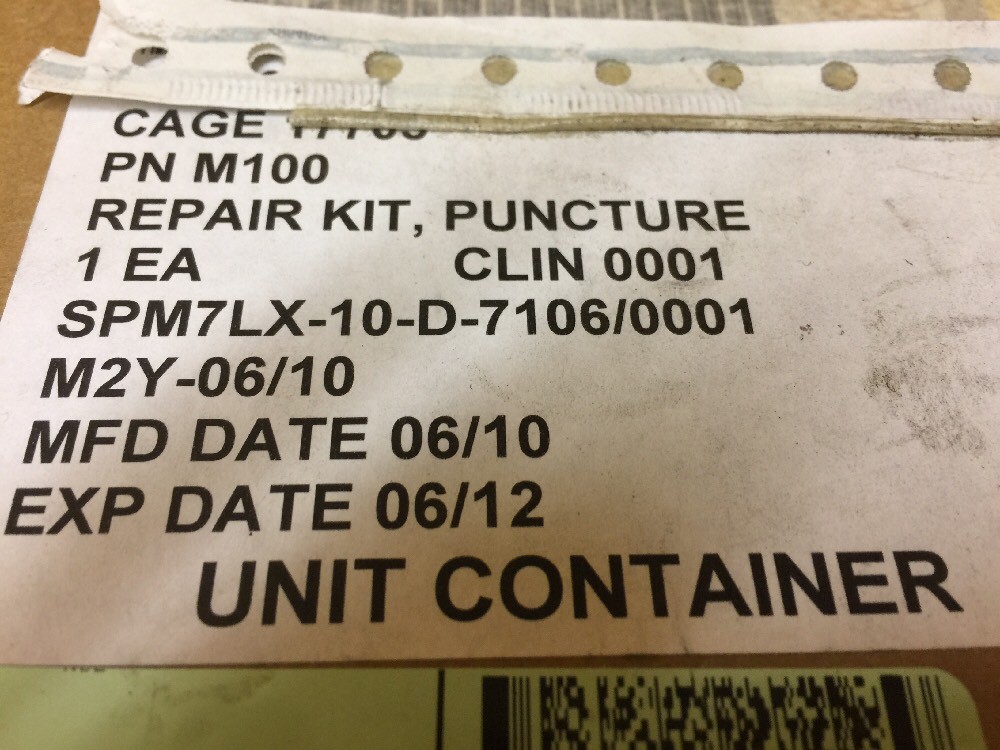 CAGE
PN M100
REPAIR KIT, PUNCTURE
1 EA CLIN 0001
SPM7LX-10-D-7106/0001
M2Y-06/10
MFD DATE 06/10
EXP DATE 06/12
UNIT CONTAINER